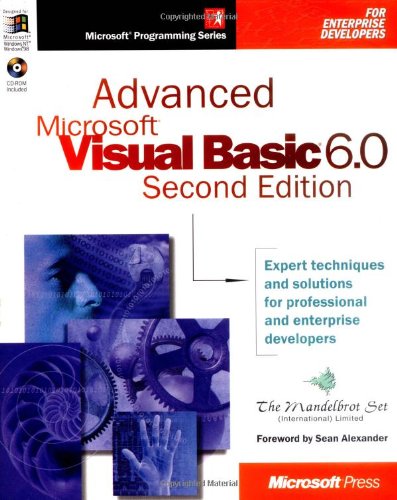 Designed for
Microsoft®
Windows NT®
Windows®98
CD-ROM
Included
Microsoft® Programming Series
FOR
ENTERPRISE
DEVELOPERS
Advanced
Microsoft®
Visual Basic® 6.0
Second Edition
Expert techniques
and solutions
for professional
and enterprise
developers
The Mandelbrot Set
(International) Limited
Foreword by Sean Alexander
Microsoft Press